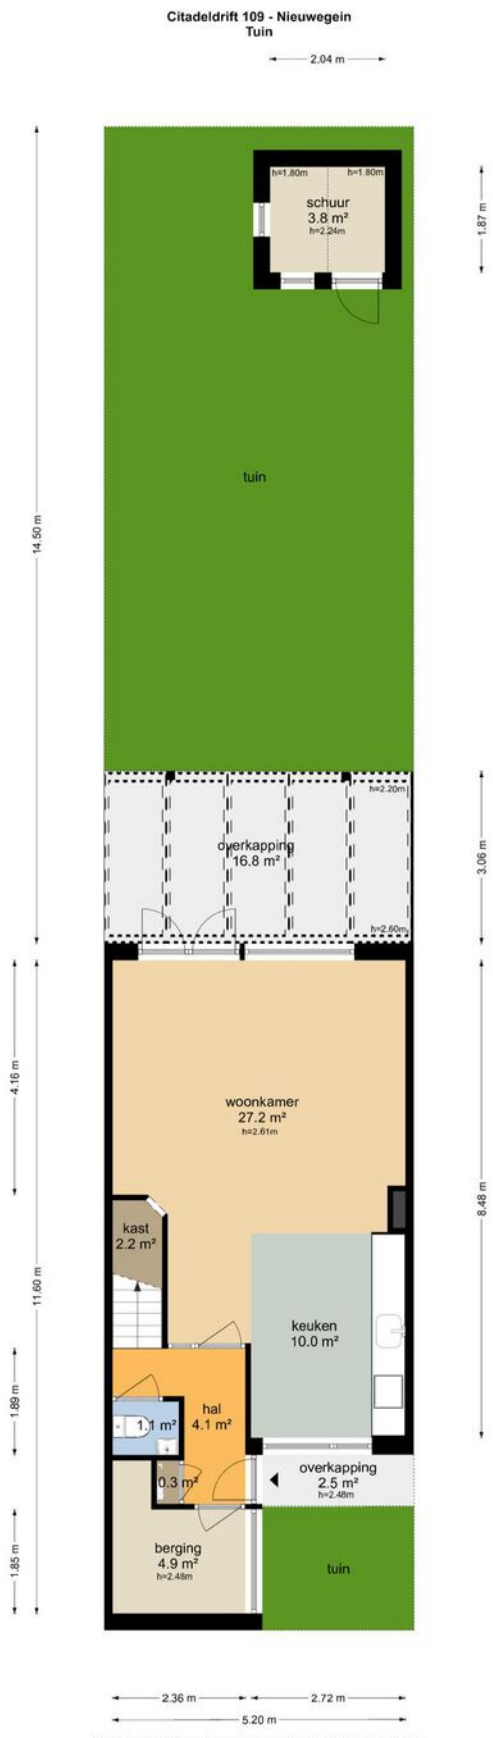 Citadeldrift 109 - Nieuwegein
Tuin
2.04 m
h=1.80m
h=1.80m
schuur
3.8 m²
h=2.24m
1.87 m
tuin
14.50 m
h=2.20m
overkapping
16.8 m²
3.06 m
h=2.60m
woonkamer
27.2 m²
h=2.61m
4.16 m
8.48 m
kast
2.2 m²
11.60 m
keuken
10.0 m²
1.89 m
hal
4.1 m²
1.1 m²
overkapping
2.5 m²
h=2.48m
0.3 m²
berging
4.9 m²
h=2.48m
1.85 m
tuin
2.36 m
2.72 m
5.20 m